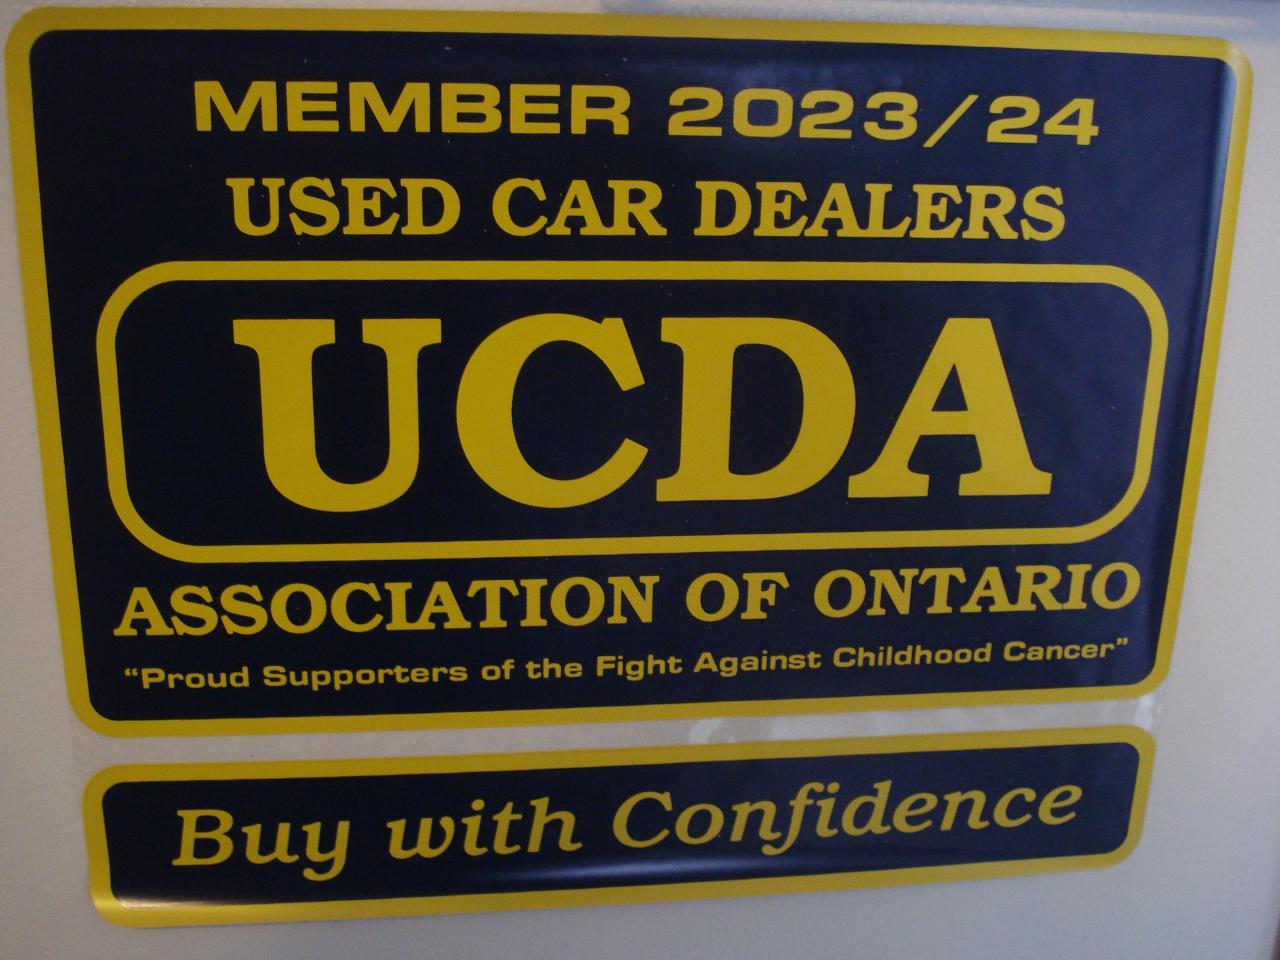 MEMBER 2023/24
USED CAR DEALERS
UCDA
ASSOCIATION OF ONTARIO
“Proud Supporters of the Fight Against Childhood Cancer”
Buy with Confidence